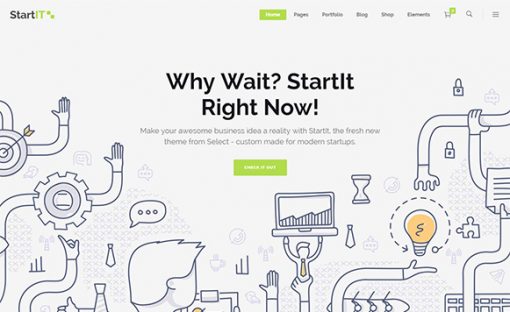 StartIT
Home Pages Portfolio Blog Shop Elements
Why Wait? StartIt
Right Now!
Make your awesome business idea a reality with StartIt, the fresh new
theme from Select - custom made for modern startups.
CHECK IT OUT